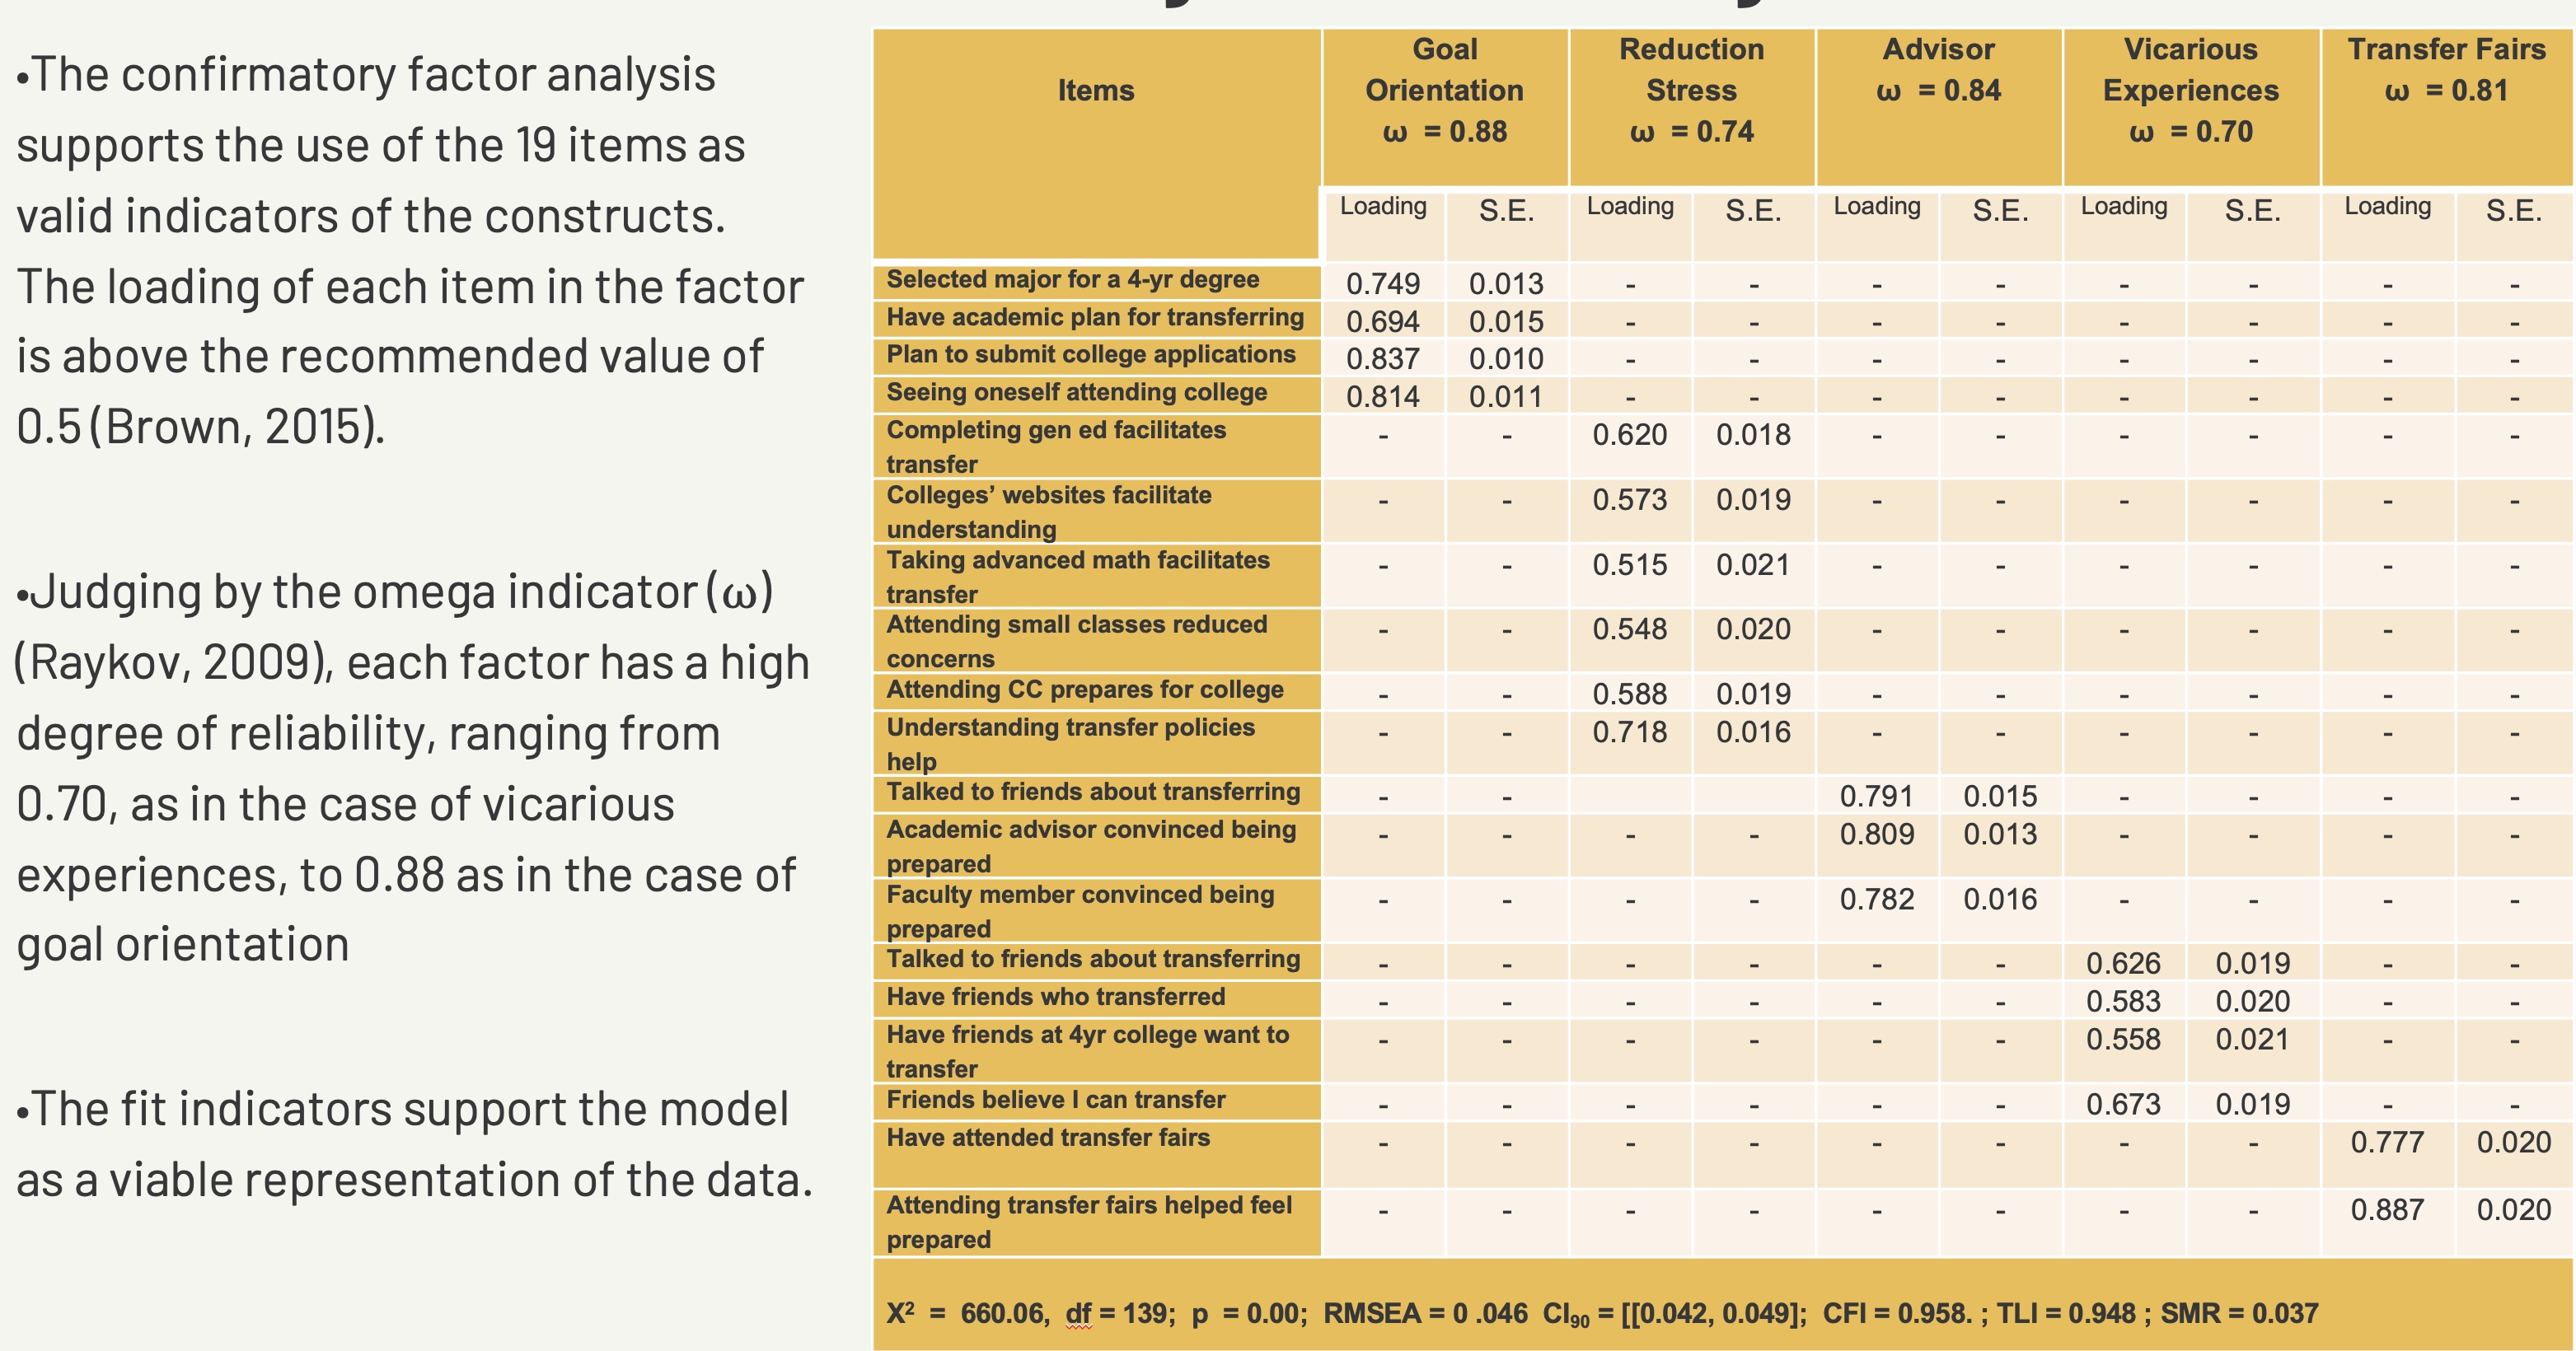 •The confirmatory factor analysis
supports the use of the 19 items as
valid indicators of the constructs.
The loading of each item in the factor
is above the recommended value of
0.5 (Brown, 2015).
•Judging by the omega indicator (ω)
(Raykov, 2009), each factor has a high
degree of reliability, ranging from
0.70, as in the case of vicarious
experiences, to 0.88 as in the case of
goal orientation
•The fit indicators support the model
as a viable representation of the data.
Items
Goal
Orientation
ω = 0.88
Reduction
Stress
ω = 0.74
Advisor
ω = 0.84
Vicarious
Experiences
ω = 0.70
Transfer Fairs
ω = 0.81
Loading S.E. Loading S.E. Loading S.E. Loading S.E. Loading S.E.
Selected major for a 4-yr degree 0.749 0.013 - - - - - - - -
Have academic plan for transferring 0.694 0.015 - - - - - - - -
Plan to submit college applications 0.837 0.010 - - - - - - - -
Seeing oneself attending college 0.814 0.011 - - - - - - - -
Completing gen ed facilitates
transfer
- - 0.620 0.018 - - - - - -
Colleges’ websites facilitate
understanding
- - 0.573 0.019 - - - - - -
Taking advanced math facilitates
transfer
- - 0.515 0.021 - - - - - -
Attending small classes reduced
concerns
- - 0.548 0.020 - - - - - -
Attending CC prepares for college - - 0.588 0.019 - - - - - -
Understanding transfer policies
help
- - 0.718 0.016 - - - - - -
Talked to friends about transferring - - 0.791 0.015 - - - -
Academic advisor convinced being
prepared
- - - - 0.809 0.013 - - - -
Faculty member convinced being
prepared
- - - - 0.782 0.016 - - - -
Talked to friends about transferring - - - - - - 0.626 0.019 - -
Have friends who transferred - - - - - - 0.583 0.020 - -
Have friends at 4yr college want to
transfer
- - - - - - 0.558 0.021 - -
Friends believe I can transfer - - - - - - 0.673 0.019 - -
Have attended transfer fairs - - - - - - - - 0.777 0.020
Attending transfer fairs helped feel
prepared
- - - - - - - - 0.887 0.020
X² = 660.06, df = 139; p = 0.00; RMSEA = 0 .046 CI₉₀ = [[0.042, 0.049]; CFI = 0.958. ; TLI = 0.948 ; SMR = 0.037